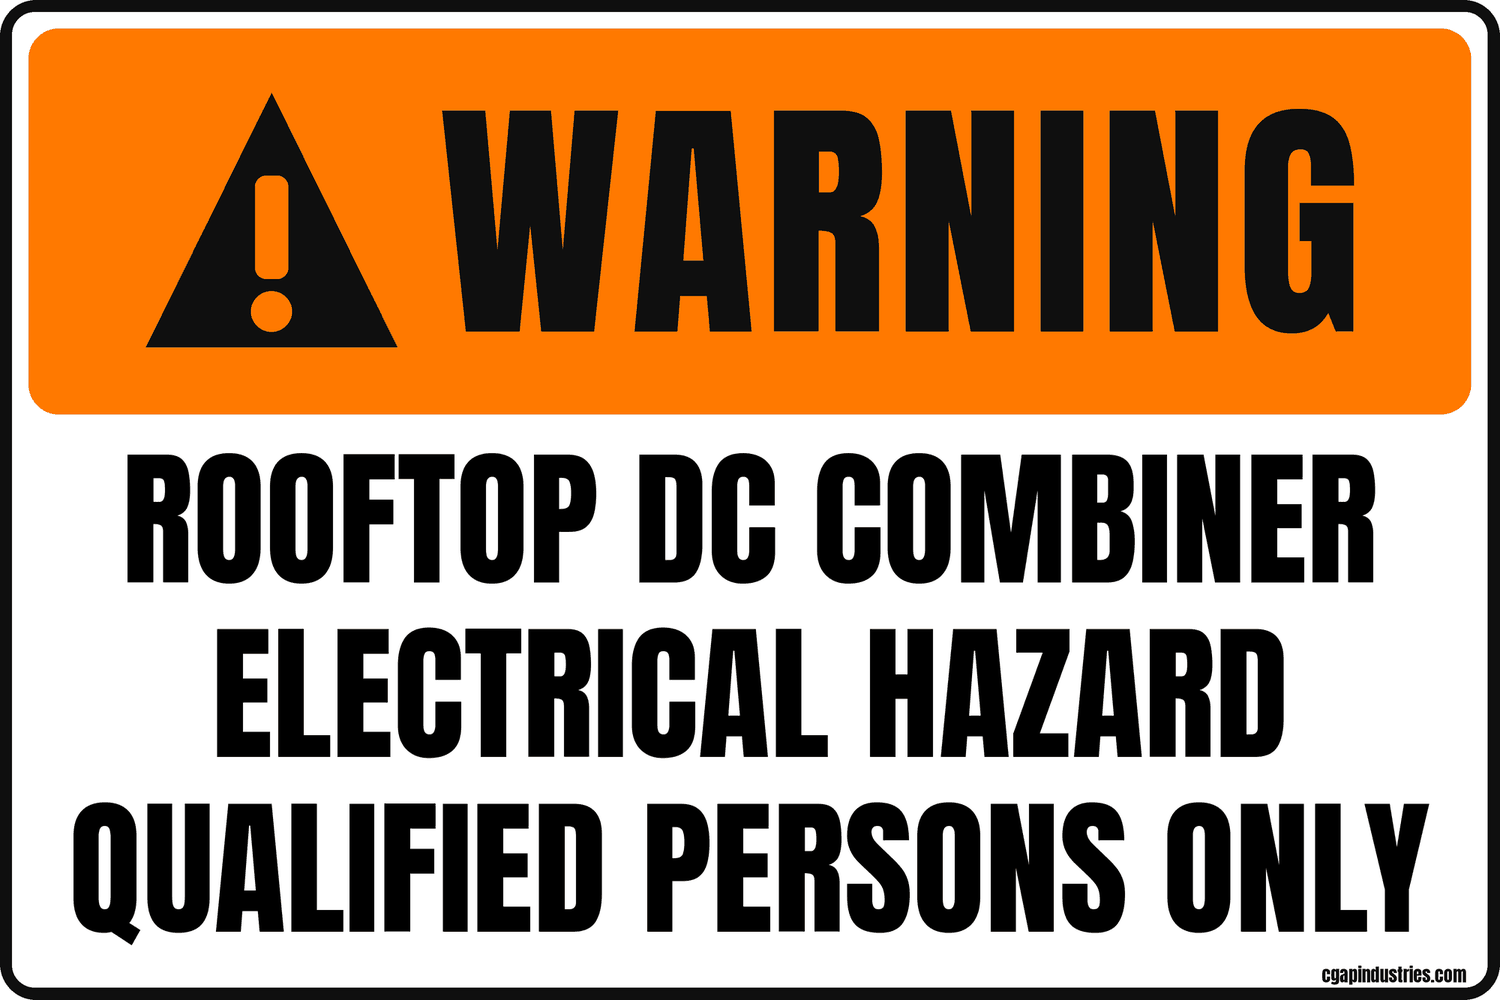 WARNING
ROOFTOP DC COMBINER
ELECTRICAL HAZARD
QUALIFIED PERSONS ONLY
cgapindustries.com